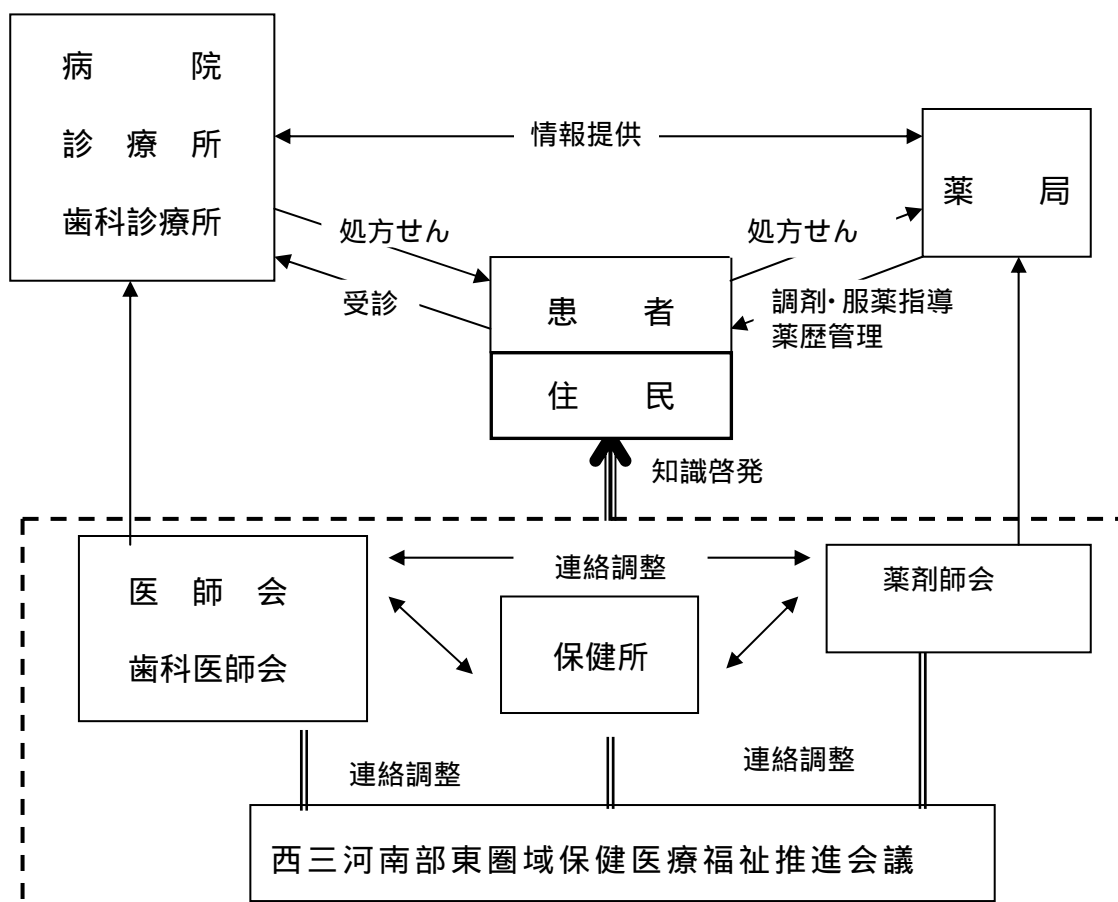 病院
診療所
歯科診療所
情報提供
薬局
処方せん
処方せん
受診
患者
調剤・服薬指導
薬歴管理
住民
知識啓発
医師会
歯科医師会
連絡調整
保健所
薬剤師会
連絡調整
連絡調整
西三河南部東圏域保健医療福祉推進会議